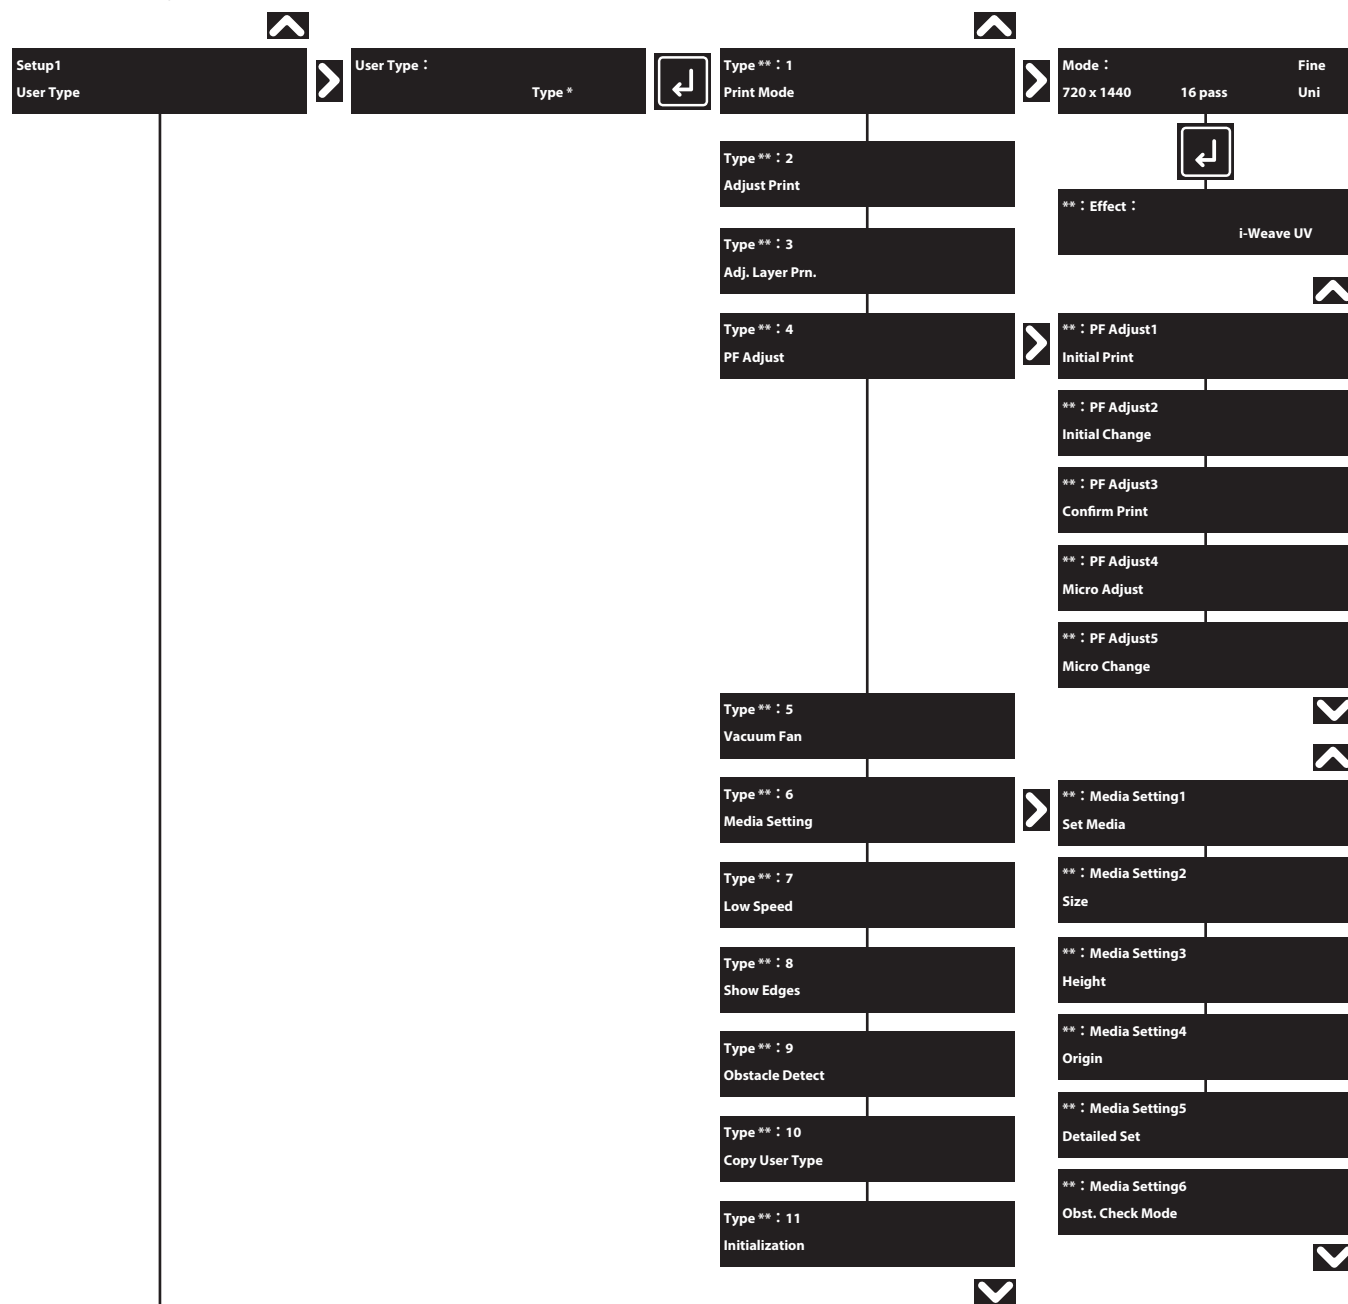 Setup1
User Type
User Type：
Type *
Type **：1
Print Mode
Mode： Fine
720 x 1440 16 pass Uni
**：Effect：
i-Weave UV
Type **：2
Adjust Print
Type **：3
Adj. Layer Prn.
Type **：4
PF Adjust
**：PF Adjust1
Initial Print
**：PF Adjust2
Initial Change
**：PF Adjust3
Confirm Print
**：PF Adjust4
Micro Adjust
**：PF Adjust5
Micro Change
Type **：5
Vacuum Fan
Type **：6
Media Setting
**：Media Setting1
Set Media
**：Media Setting2
Size
**：Media Setting3
Height
**：Media Setting4
Origin
**：Media Setting5
Detailed Set
**：Media Setting6
Obst. Check Mode
Type **：7
Low Speed
Type **：8
Show Edges
Type **：9
Obstacle Detect
Type **：10
Copy User Type
Type **：11
Initialization